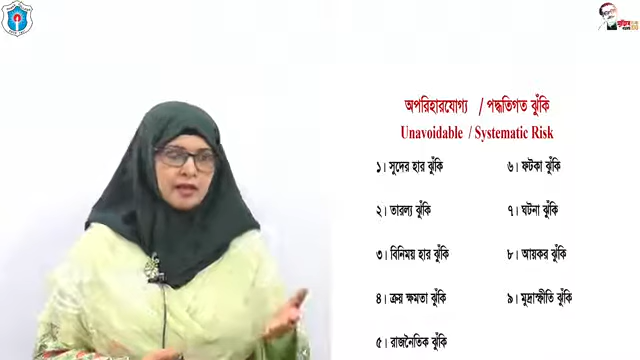 অপরিহারযোগ্য / পদ্ধতিগত ঝুঁকি
Unavoidable / Systematic Risk
১। সুদের হার ঝুঁকি
২। তারল্য ঝুঁকি
৩। বিনিময় হার ঝুঁকি
৪। ক্রয় ক্ষমতা ঝুঁকি
৫। রাজনৈতিক ঝুঁকি
৬। ফটকা ঝুঁকি
৭। ঘটনা ঝুঁকি
৮। আয়কর ঝুঁকি
৯। মুদ্রাস্ফীতি ঝুঁকি